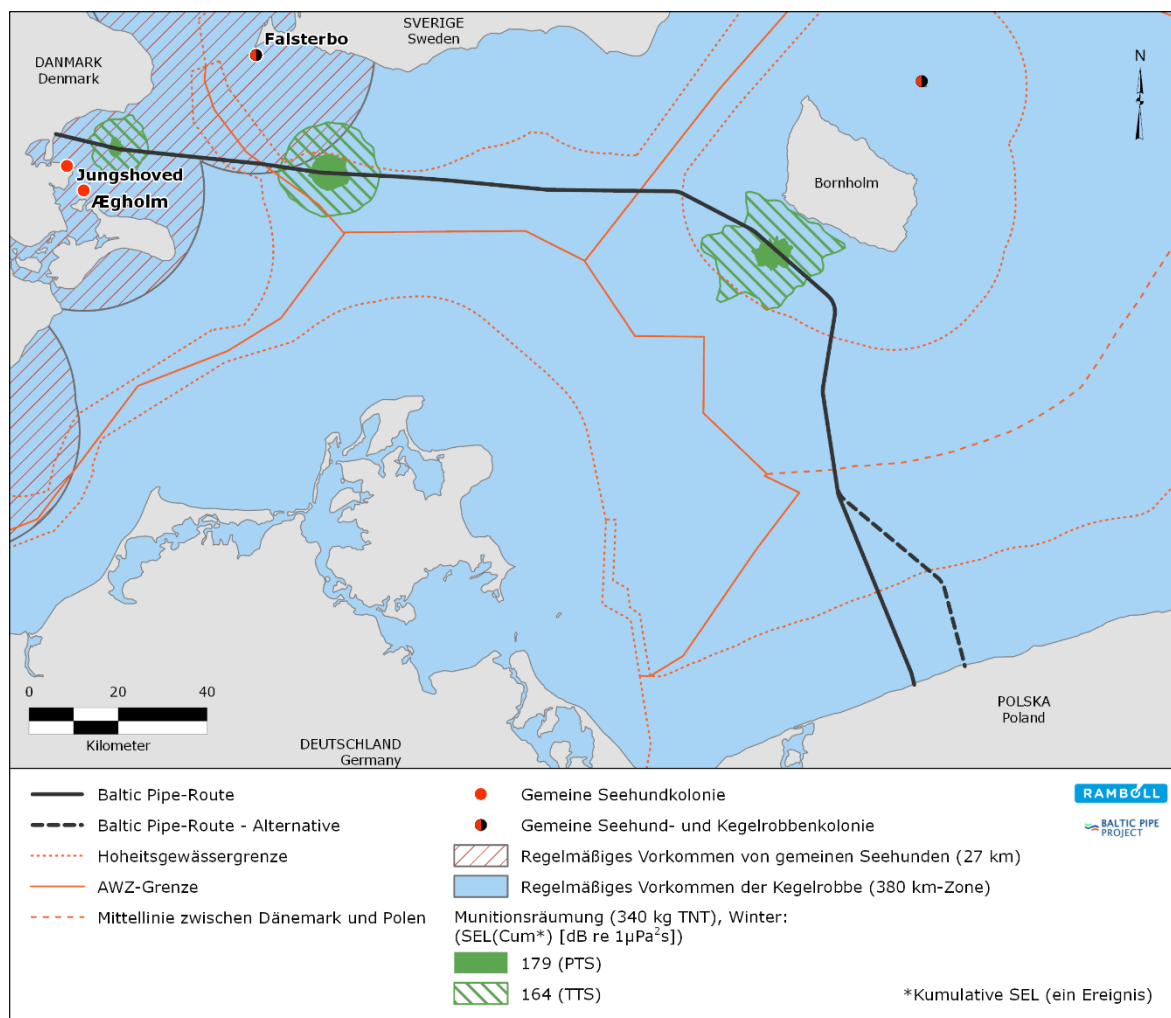 SVERIGE
Sweden
Falsterbo
DANMARK
Denmark
N
Jungshoved
Ægholm
Bornholm
0 20 40
Kilometer
DEUTSCHLAND
Germany
POLSKA
Poland
Baltic Pipe-Route
Baltic Pipe-Route - Alternative
Hoheitsgewässergrenze
AWZ-Grenze
Mittellinie zwischen Dänemark und Polen
Gemeine Seehundkolonie
Gemeine Seehund- und Kegelrobbenkolonie
Regelmäßiges Vorkommen von gemeinen Seehunden (27 km)
Regelmäßiges Vorkommen der Kegelrobbe (380 km-Zone)
Munitionsräumung (340 kg TNT), Winter:
(SEL(Cum*) [dB re 1µPa²s])
179 (PTS)
164 (TTS)
RAMBOLL
BALTIC PIPE
PROJECT
*Kumulative SEL (ein Ereignis)